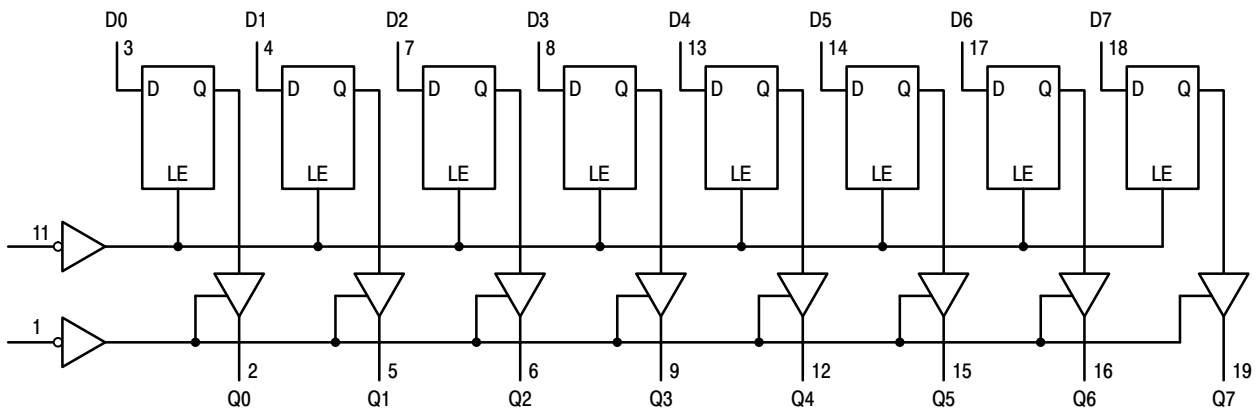 D0 D1 D2 D3 D4 D5 D6 D7
3 4 7 8 13 14 17 18
D Q D Q D Q D Q D Q D Q D Q D Q
LE LE LE LE LE LE LE LE
11
1
2 5 6 9 12 15 16 19
Q0 Q1 Q2 Q3 Q4 Q5 Q6 Q7